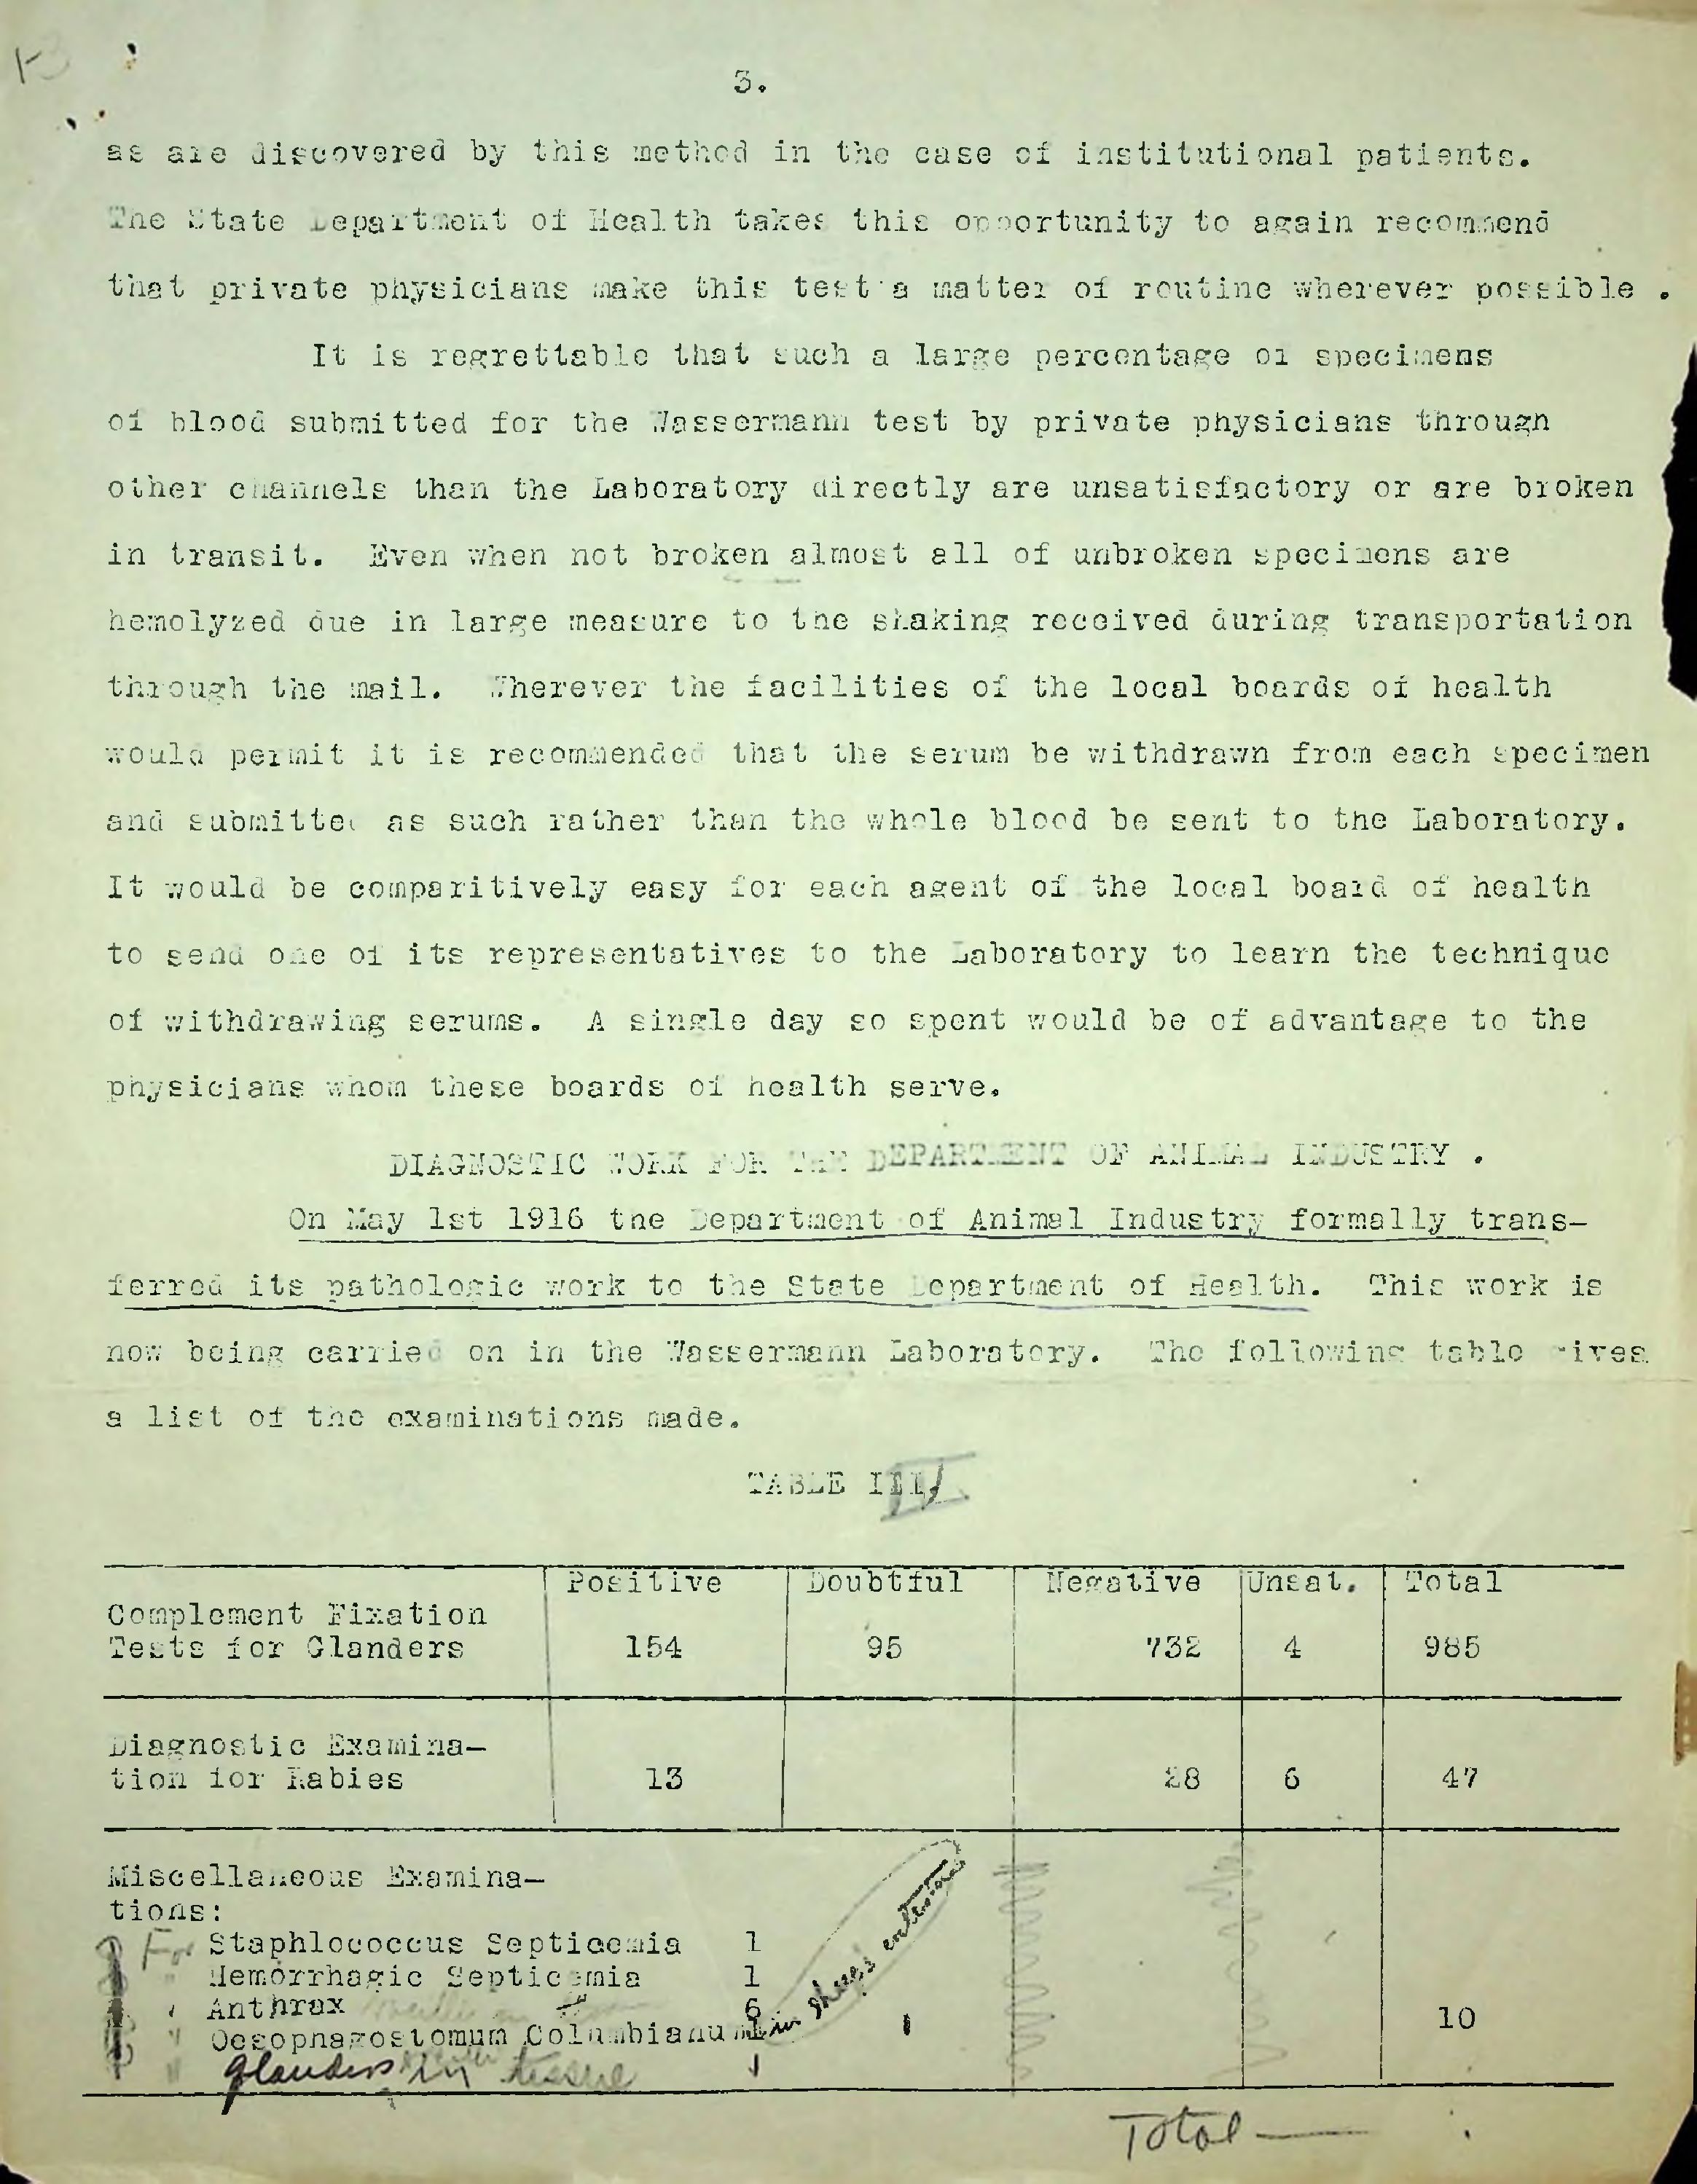 3.
as are discovered by this method in the case of institutional patients.
The State Department of Health takes this opportunity to again recommend
that private physicians make this test a matter of routine wherever possible .
It is regrettable that such a large percentage of specimens
of blood submitted for the Wassermann test by private physicians through
other channels than the Laboratory directly are unsatisfactory or are broken
in transit. Even when not broken almost all of unbroken specimens are
hemolyzed due in large measure to the shaking received during transportation
through the mail. Wherever the facilities of the local boards of health
would permit it is recommended that the serum be withdrawn from each specimen
and submitted as such rather than the whole blood be sent to the Laboratory.
It would be comparitively easy for each agent of the local board of health
to send one of its representatives to the Laboratory to learn the technique
of withdrawing serums. A single day so spent would be of advantage to the
physicians whom these boards of health serve.
DIAGNOSTIC WORK FOR THE DEPARTMENT OF ANIMAL INDUSTRY .
On May 1st 1916 the Department of Animal Industry formally trans-
ferred its pathologic work to the State Department of Health. This work is
now being carried on in the Wassermann Laboratory. The following table gives
a list of the examinations made.
TABLE III
Positive Doubtful Negative Unsat. Total
Complement Fixation
Tests for Glanders 154 95 732 4 985
Diagnostic Examina-
tion for Rabies 13 28 6 47
Miscellaneous Examina-
tions:
For Staphlococcus Septicemia 1
" Hemorrhagic Septicemia 1
" Anthrax 6 10
" Oesophagostomum Columbianum 1 in sheep's intestines
" Glanders in tissue 1
Total —